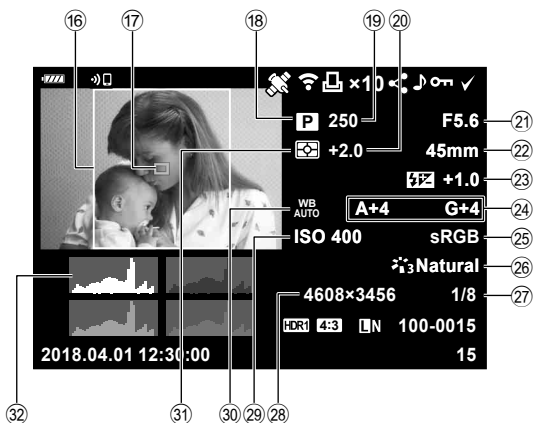 ⑯ ⑰ ⑱ ⑲ ⑳
×10
P 250 F5.6 ㉑
+2.0 45mm ㉒
+1.0 ㉓
WB AUTO A+4 G+4 ㉔
ISO 400 sRGB ㉕
3 Natural ㉖
4608×3456 1/8 ㉗
HDR1 4:3 LN 100-0015
2018.04.01 12:30:00 15
㉜ ㉛ ㉚ ㉙ ㉘